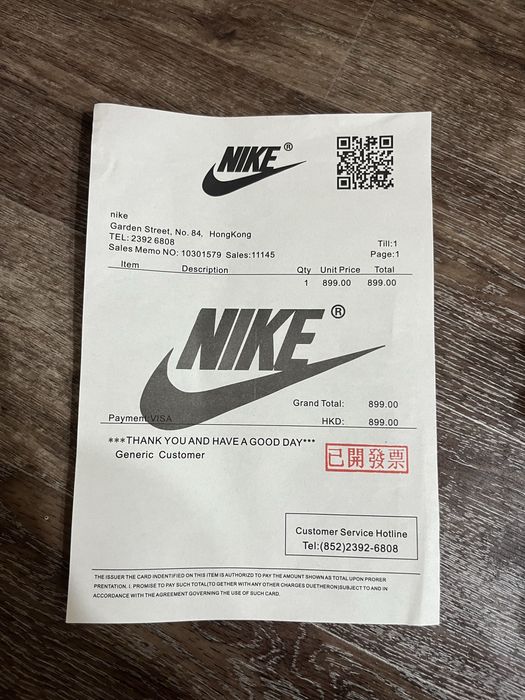 NIKE ®
nike
Garden Street, No. 84, HongKong
TEL: 2392 6808
Till:1
Sales Memo NO: 10301579 Sales:11145
Page:1
Item Description Qty Unit Price Total
1 899.00 899.00
NIKE ®
Grand Total: 899.00
Payment:VISA HKD: 899.00
***THANK YOU AND HAVE A GOOD DAY***
Generic Customer
已開發票
Customer Service Hotline
Tel:(852)2392-6808
THE ISSUER THE CARD INDENTIFIED ON THIS ITEM IS AUTHORIZD TO PAY THE AMOUNT SHOWN AS TOTAL UPON PRORER
PRENTATION. I. PROMISE TO PAY SUCH TOTAL(TO GETHER WITH ANY OTHER CHARGES DUETHERON)SUBJECT TO AND IN
ACCORDANCE WITH THE AGREEMENT GOVERNING THE USE OF SUCH CARD.